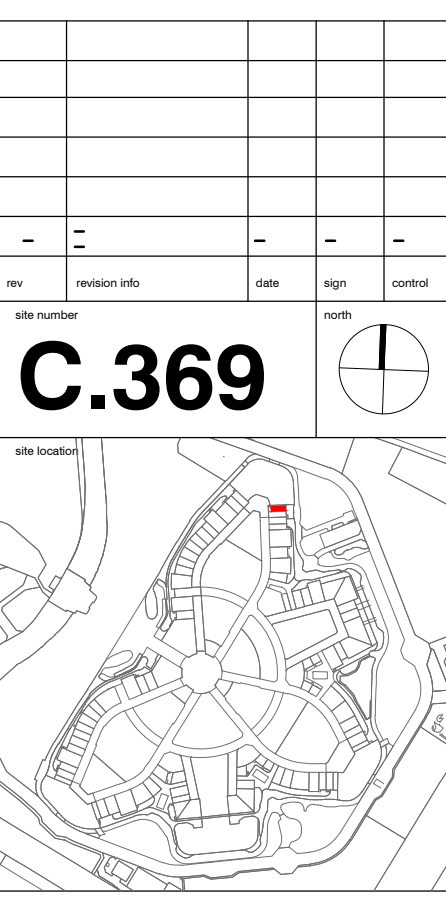 – – – – –
–
rev revision info date sign control
site number north
C.369
site location